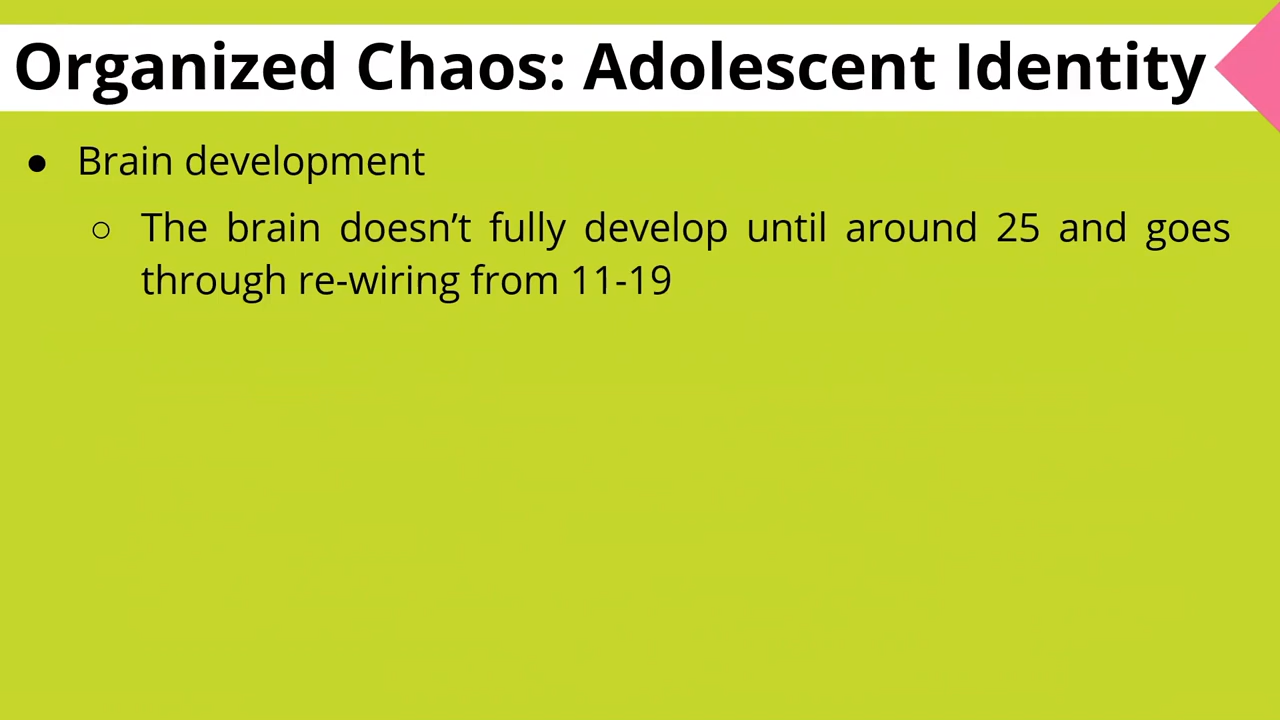 Organized Chaos: Adolescent Identity
● Brain development
○ The brain doesn’t fully develop until around 25 and goes
through re-wiring from 11-19